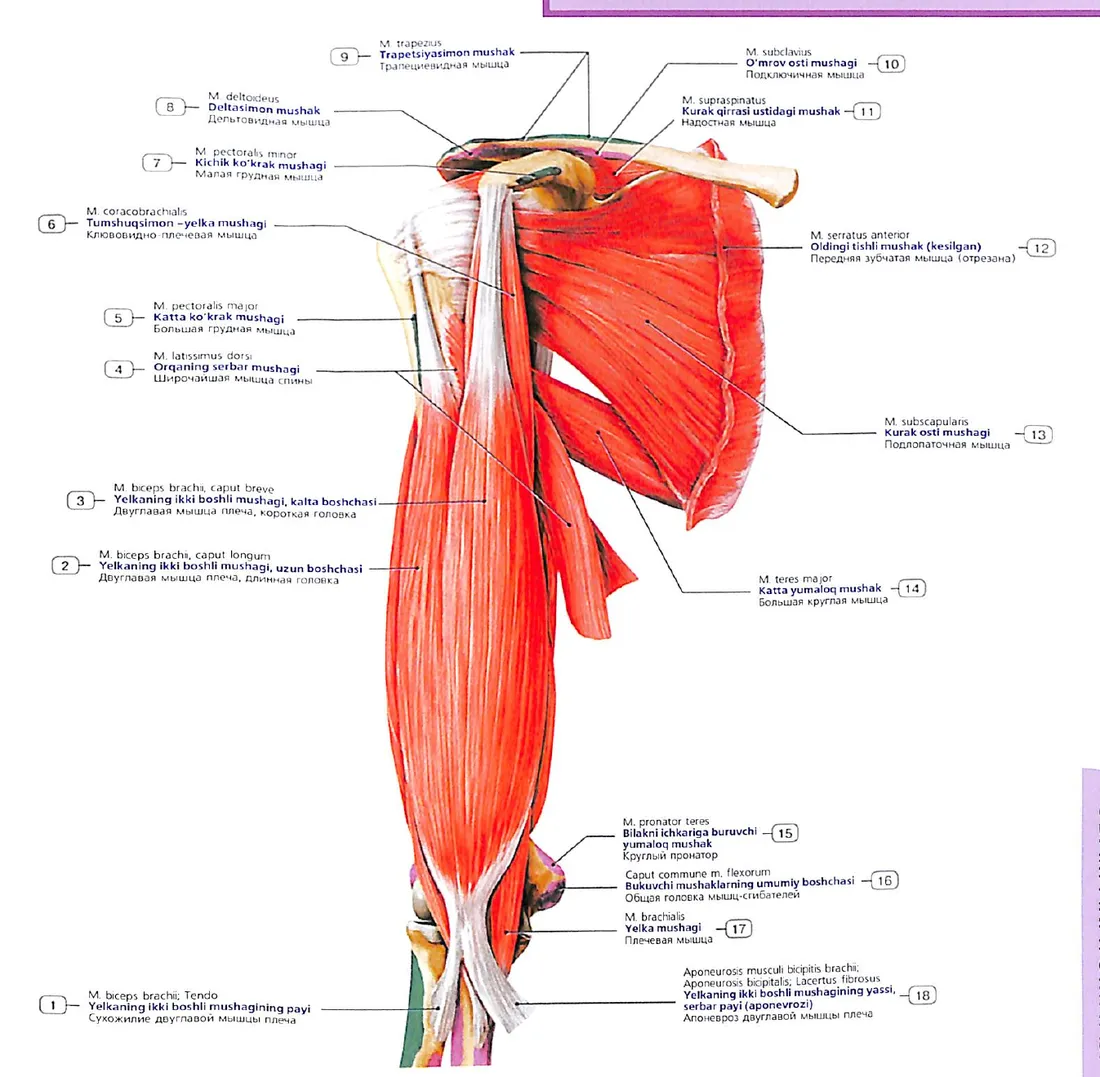 9
M. trapezius
Trapetsiyasimon mushak
Трапециевидная мышца
8
M. deltoideus
Deltasimon mushak
Дельтовидная мышца
7
M. pectoralis minor
Kichik ko'krak mushagi
Малая грудная мышца
6
M. coracobrachialis
Tumshuqsimon -yelka mushagi
Клювовидно-плечевая мышца
5
M. pectoralis major
Katta ko'krak mushagi
Большая грудная мышца
4
M. latissimus dorsi
Orqaning serbar mushagi
Широчайшая мышца спины
3
M. biceps brachii, caput breve
Yelkaning ikki boshli mushagi, kalta boshchasi
Двуглавая мышца плеча, короткая головка
2
M. biceps brachii, caput longum
Yelkaning ikki boshli mushagi, uzun boshchasi
Двуглавая мышца плеча, длинная головка
1
M. biceps brachii; Tendo
Yelkaning ikki boshli mushagining payi
Сухожилие двуглавой мышцы плеча
M. subclavius
O'mrov osti mushagi
Подключичная мышца
10
M. supraspinatus
Kurak qirrasi ustidagi mushak
Надостная мышца
11
M. serratus anterior
Oldingi tishli mushak (kesilgan)
Передняя зубчатая мышца (отрезана)
12
M. subscapularis
Kurak osti mushagi
Подлопаточная мышца
13
M teres major
Katta yumaloq mushak
Большая круглая мышца
14
M. pronator teres
Bilakni ichkariga buruvchi
yumaloq mushak
Круглый пронатор
15
Caput commune m. flexorum
Bukuvchi mushaklarning umumiy boshchasi
Общая головка мышц-сгибателей
16
M. brachialis
Yelka mushagi
Плечевая мышца
17
Aponeurosis musculi bicipitis brachii;
Aponeurosis bicipitalis; Lacertus fibrosus
Yelkaning ikki boshli mushagining yassi,
serbar payi (aponevrozi)
Апоневроз двуглавой мышцы плеча
18